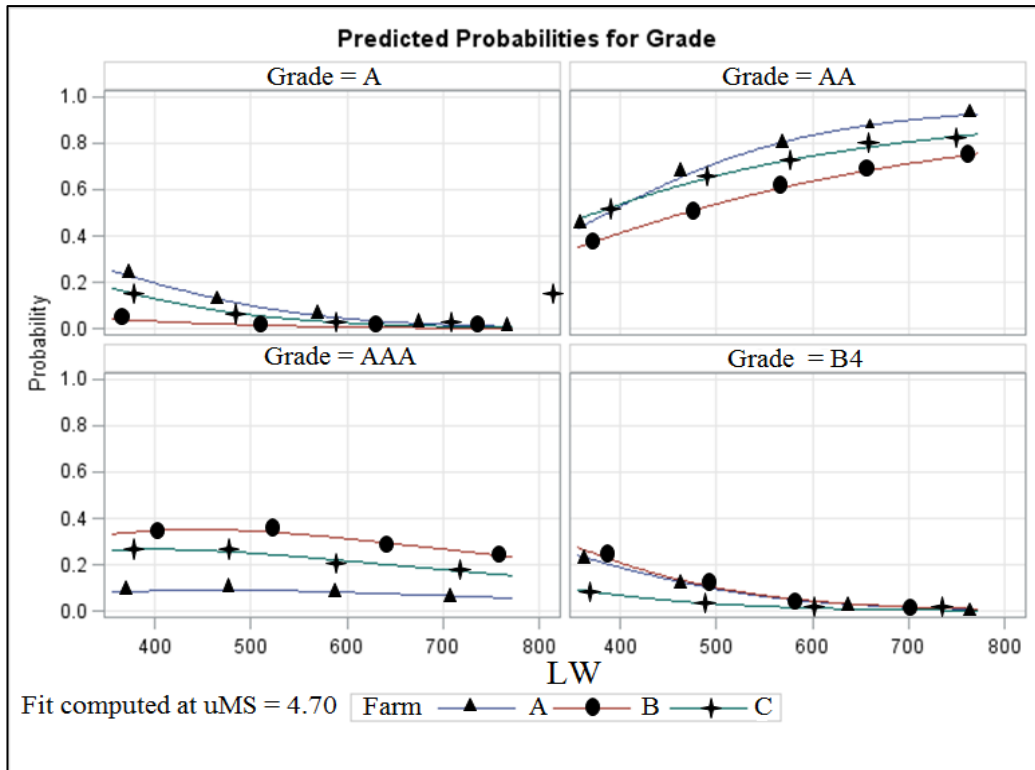 Predicted Probabilities for Grade
Grade = A
Grade = AA
1.0
0.8
0.6
0.4
0.2
0.0
Grade = AAA
Grade = B4
1.0
0.8
0.6
0.4
0.2
0.0
Probability
400 500 600 700 800 400 500 600 700 800
LW
Fit computed at uMS = 4.70 Farm A B C